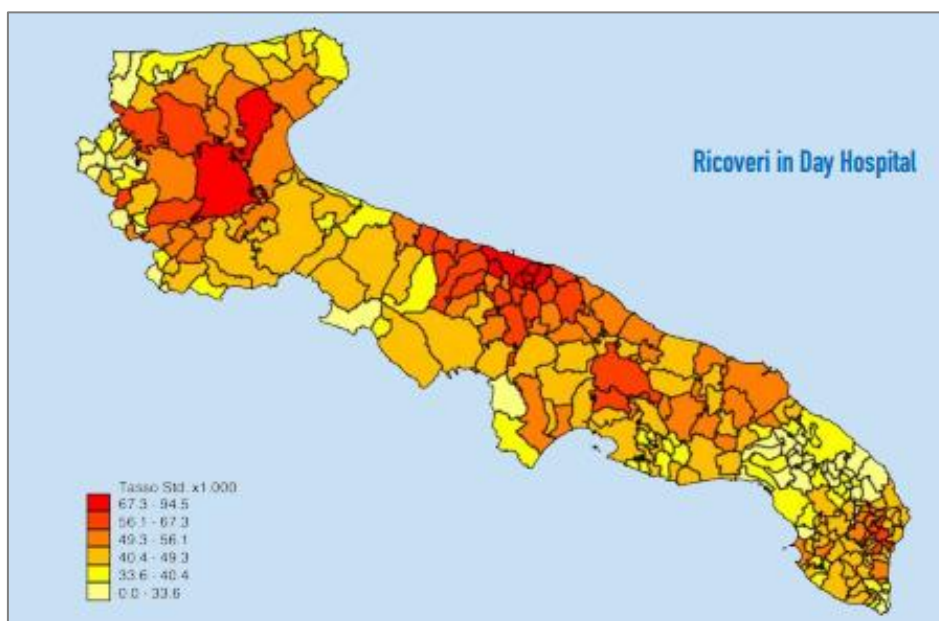 Ricoveri in Day Hospital
Tasso Std. x1.000
67.3 - 94.5
56.1 - 67.3
49.3 - 56.1
40.4 - 49.3
33.6 - 40.4
0.0 - 33.6